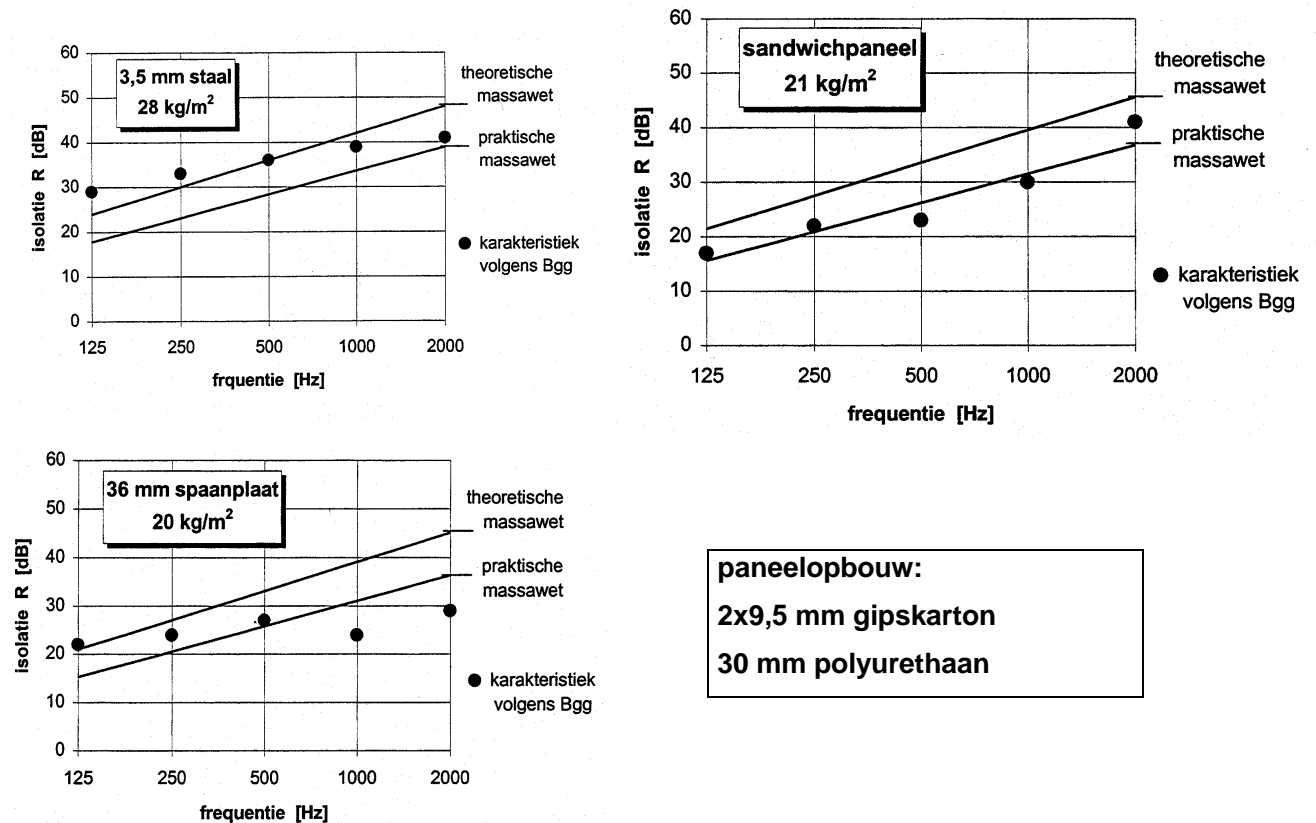 60
50
40
30
20
10
0
isolatie R [dB]
3,5 mm staal
28 kg/m²
theoretische
massawet
praktische
massawet
karakteristiek
volgens Bgg
125 250 500 1000 2000
frquentie [Hz]
60
50
40
30
20
10
0
isolatie R [dB]
sandwichpaneel
21 kg/m²
theoretische
massawet
praktische
massawet
karakteristiek
volgens Bgg
125 250 500 1000 2000
frequentie [Hz]
60
50
40
30
20
10
0
isolatie R [dB]
36 mm spaanplaat
20 kg/m²
theoretische
massawet
praktische
massawet
karakteristiek
volgens Bgg
125 250 500 1000 2000
frequentie [Hz]
paneelopbouw:
2x9,5 mm gipskarton
30 mm polyurethaan